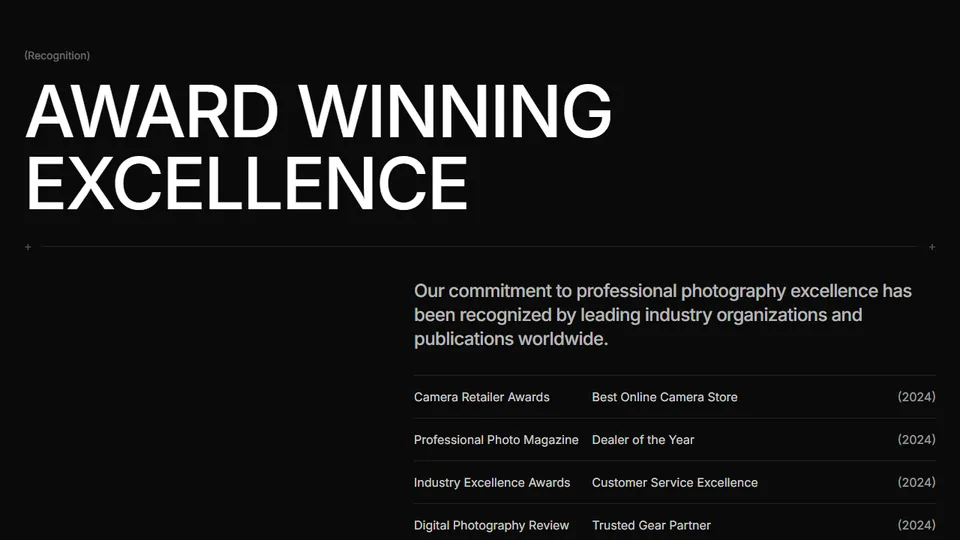 (Recognition)
AWARD WINNING
EXCELLENCE
Our commitment to professional photography excellence has
been recognized by leading industry organizations and
publications worldwide.
Camera Retailer Awards Best Online Camera Store (2024)
Professional Photo Magazine Dealer of the Year (2024)
Industry Excellence Awards Customer Service Excellence (2024)
Digital Photography Review Trusted Gear Partner (2024)